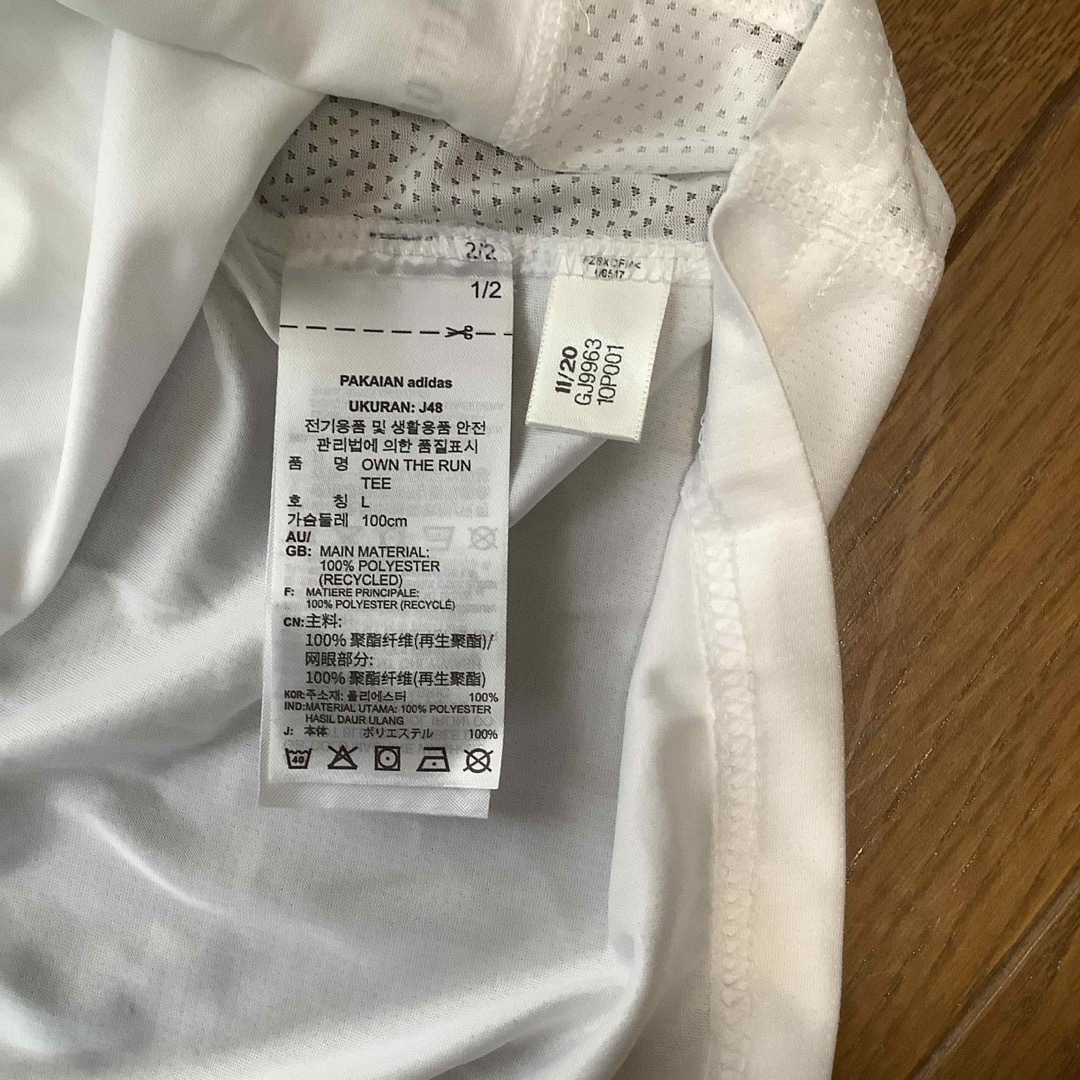 2/2
1/2
PAKAIAN adidas
UKURAN: J48
전기용품 및 생활용품 안전
관리법에 의한 품질표시
품 명 OWN THE RUN
TEE
호 칭 L
가슴둘레 100cm
AU/
GB: MAIN MATERIAL:
100% POLYESTER
(RECYCLED)
F: MATIERE PRINCIPALE:
100% POLYESTER (RECYCLÉ)
CN:主料:
100% 聚酯纤维(再生聚酯)/
网眼部分:
100% 聚酯纤维(再生聚酯)
KOR:주소재: 폴리에스터 100%
IND:MATERIAL UTAMA: 100% POLYESTER
HASIL DAUR ULANG
J: 本体 ポリエステル 100%
40
11/20
GJ9963
10P001